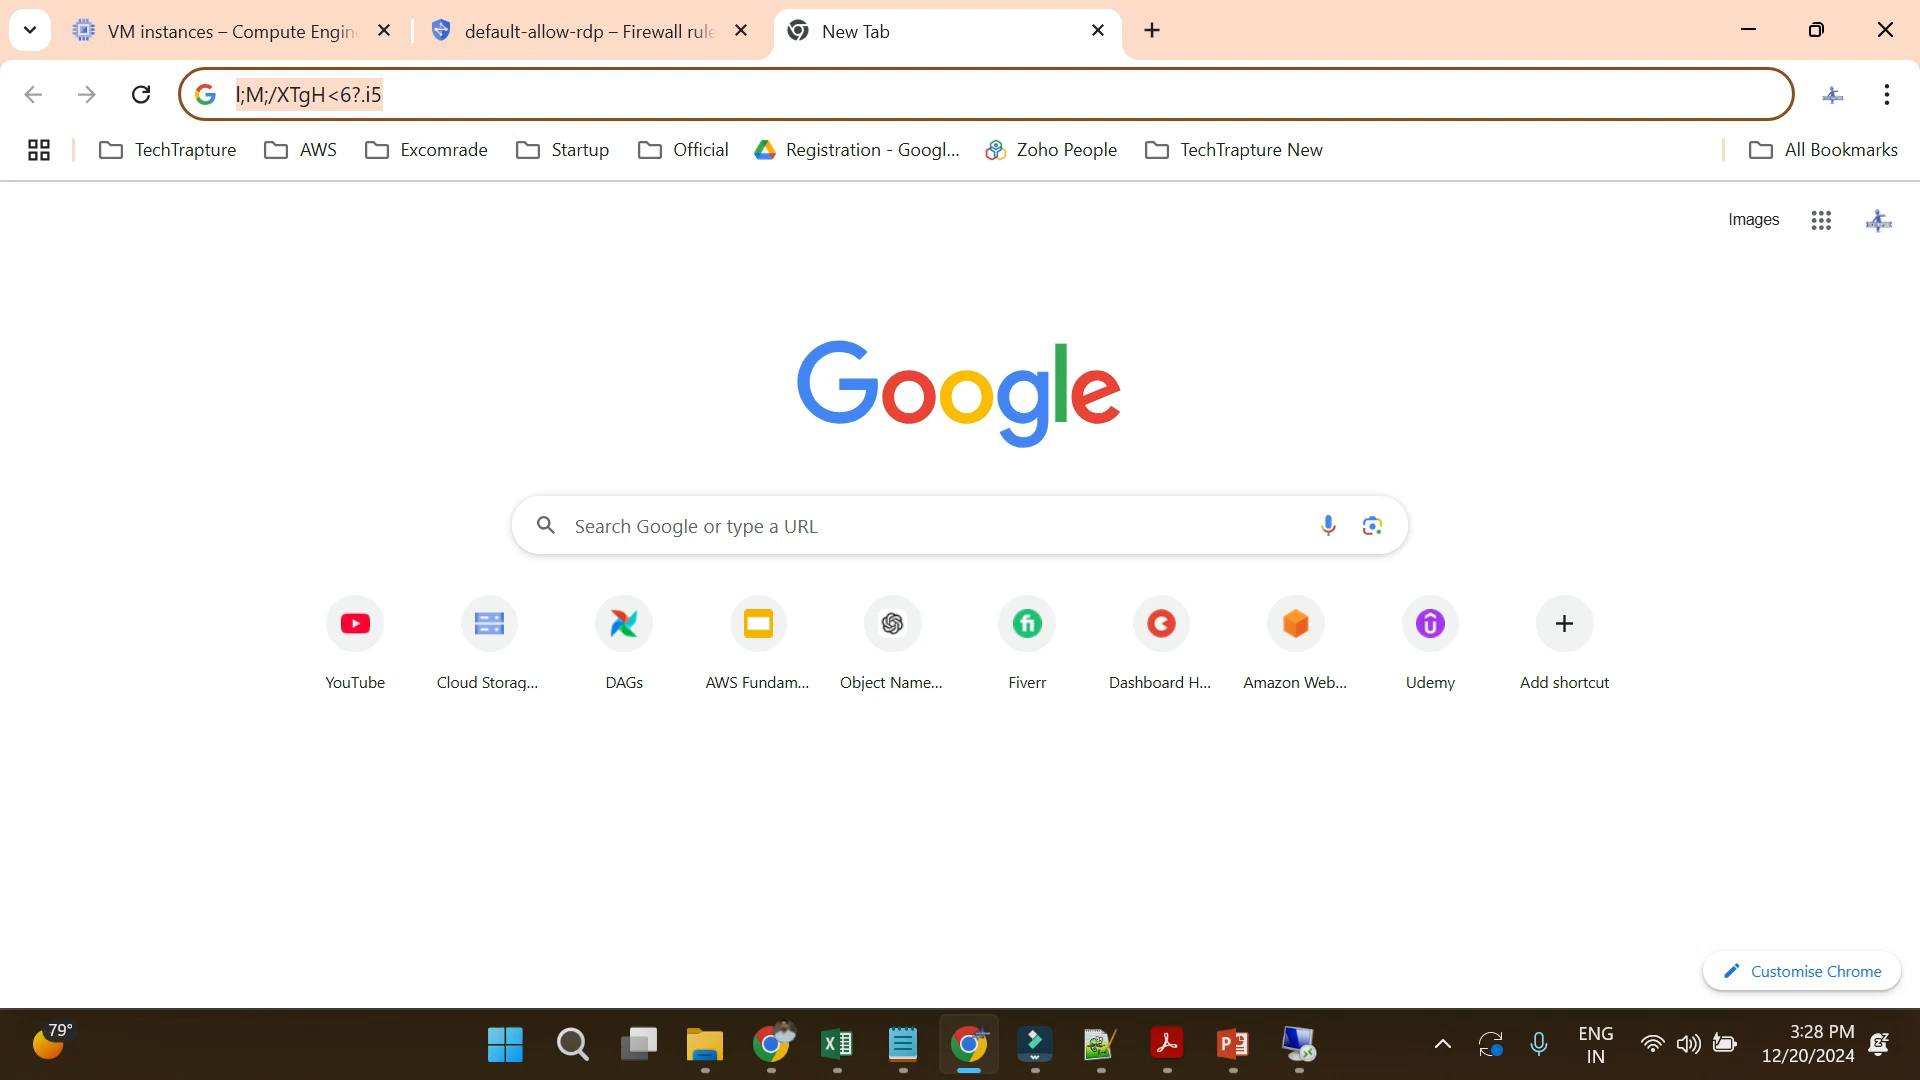 VM instances – Compute Engin
default-allow-rdp – Firewall rule
New Tab
l;M;/XTgH<6?.i5
TechTrapture
AWS
Excomrade
Startup
Official
Registration - Googl...
Zoho People
TechTrapture New
All Bookmarks
Images
Google
Search Google or type a URL
YouTube
Cloud Storag...
DAGs
AWS Fundam...
Object Name...
Fiverr
Dashboard H...
Amazon Web...
Udemy
Add shortcut
Customise Chrome
79°
ENG
IN
3:28 PM
12/20/2024